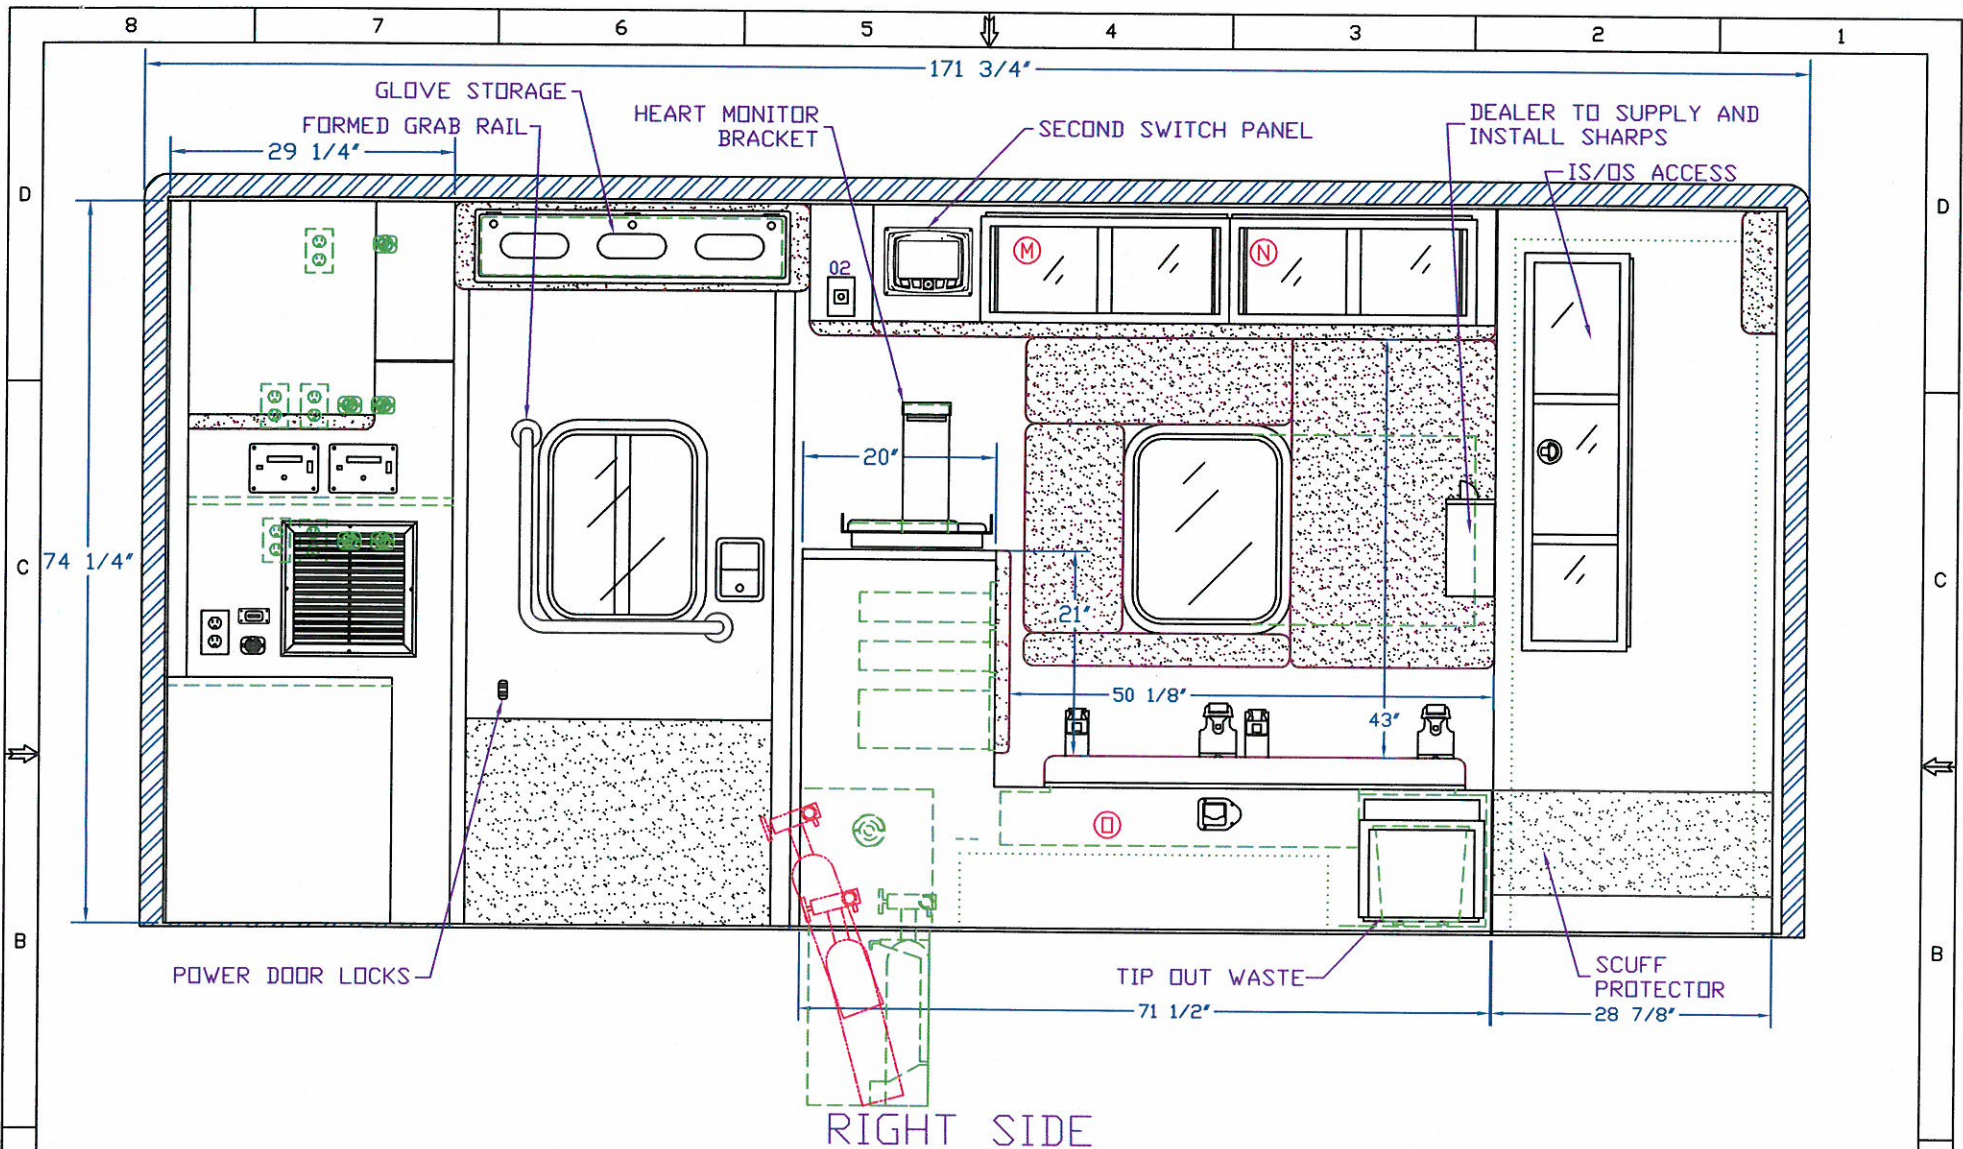 8 7 6 5 4 3 2 1
171 3/4"
GLOVE STORAGE
FORMED GRAB RAIL
HEART MONITOR
BRACKET
SECOND SWITCH PANEL
DEALER TO SUPPLY AND
INSTALL SHARPS
IS/OS ACCESS
29 1/4"
D
D
M
N
O2
20"
C
74 1/4"
C
21"
50 1/8"
43"
O
B
B
POWER DOOR LOCKS
TIP OUT WASTE
SCUFF
PROTECTOR
71 1/2"
28 7/8"
RIGHT SIDE